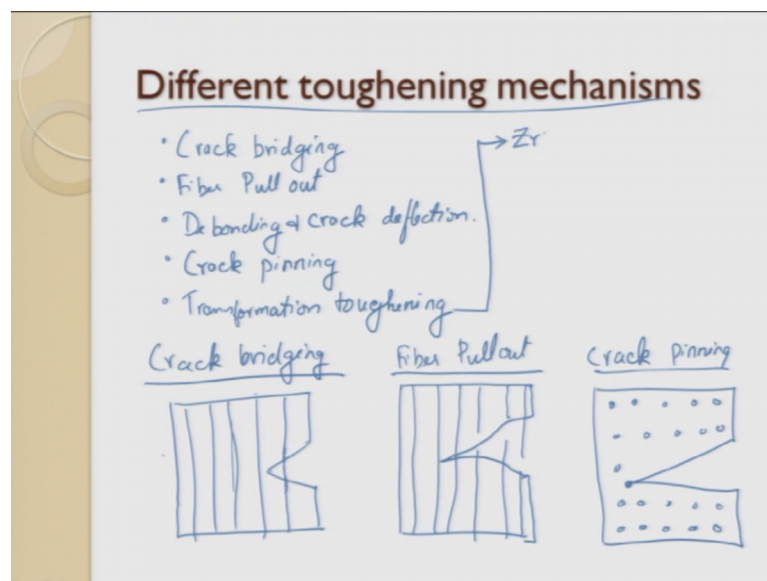 Different toughening mechanisms
• Crack bridging
→ Zr
• Fiber Pull out
• Debonding & crack deflection.
• Crack pinning
• Transformation toughening
Crack bridging
Fiber Pullout
Crack pinning